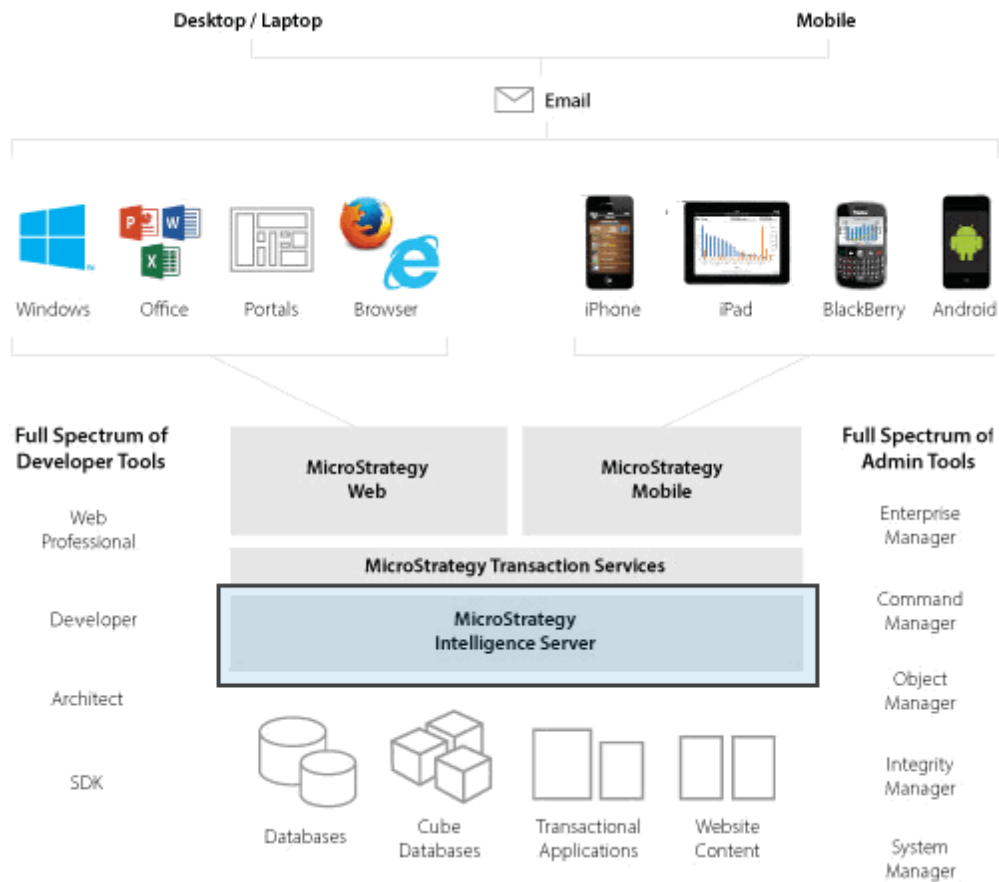 Desktop / Laptop
Mobile
Email
P
W
X
Windows
Office
Portals
Browser
iPhone
iPad
BlackBerry
Android
Full Spectrum of
Developer Tools
Web
Professional
Developer
Architect
SDK
MicroStrategy
Web
MicroStrategy
Mobile
MicroStrategy Transaction Services
MicroStrategy
Intelligence Server
Databases
Cube
Databases
Transactional
Applications
Website
Content
Full Spectrum of
Admin Tools
Enterprise
Manager
Command
Manager
Object
Manager
Integrity
Manager
System
Manager